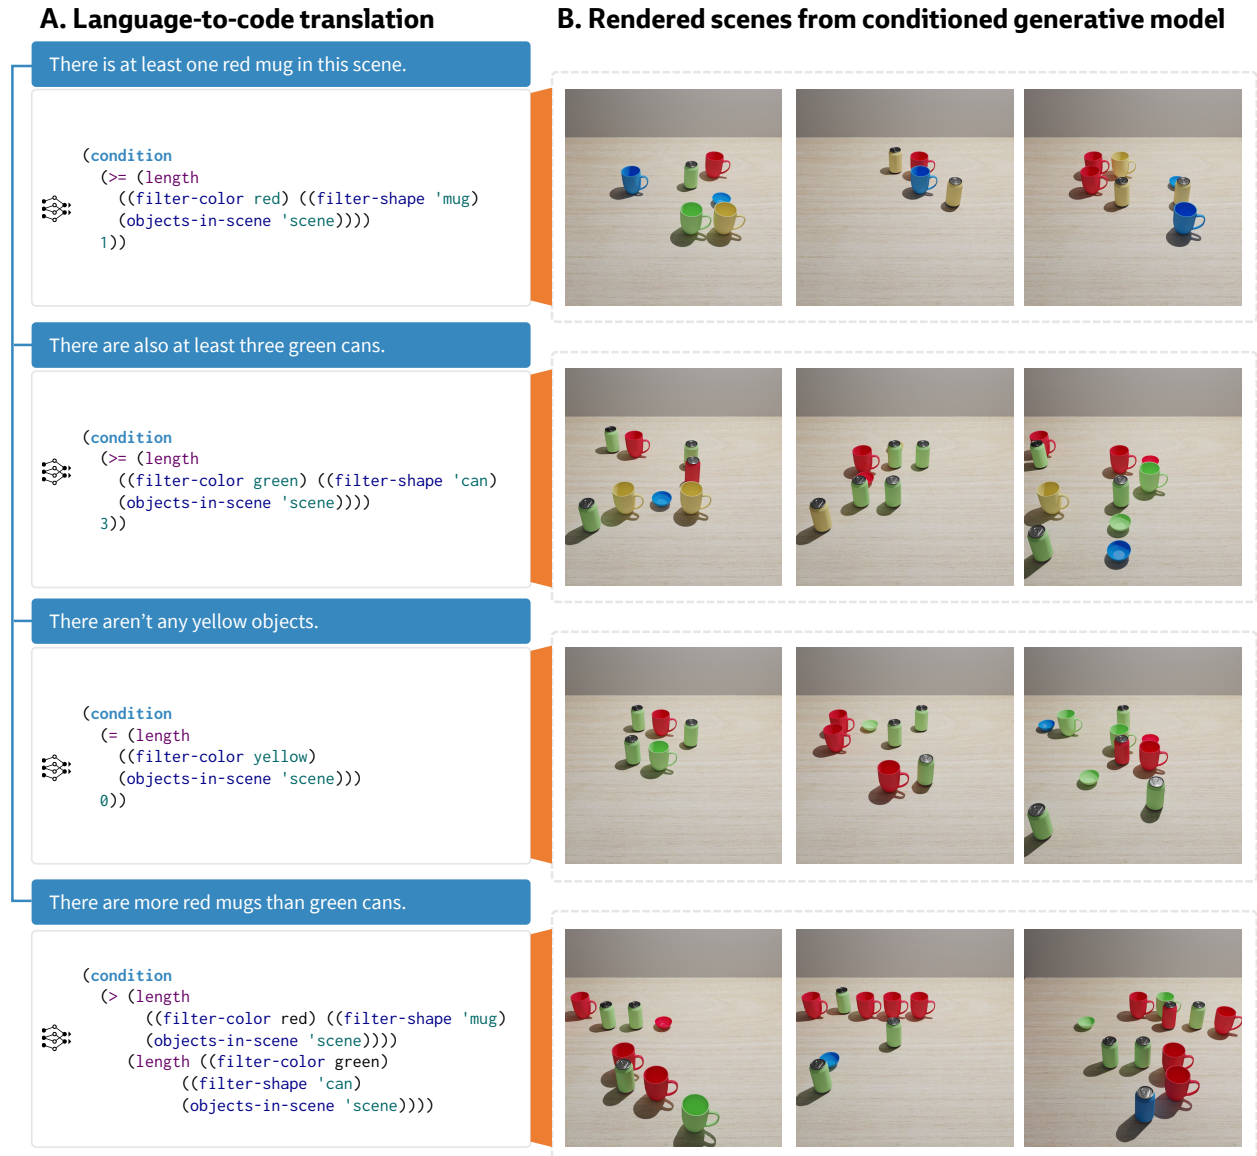 A. Language-to-code translation
B. Rendered scenes from conditioned generative model
There is at least one red mug in this scene.
(condition
(>= (length
((filter-color red) ((filter-shape 'mug)
(objects-in-scene 'scene))))
1))
There are also at least three green cans.
(condition
(>= (length
((filter-color green) ((filter-shape 'can)
(objects-in-scene 'scene))))
3))
There aren't any yellow objects.
(condition
(= (length
((filter-color yellow)
(objects-in-scene 'scene)))
0))
There are more red mugs than green cans.
(condition
(> (length
((filter-color red) ((filter-shape 'mug)
(objects-in-scene 'scene))))
(length ((filter-color green)
((filter-shape 'can)
(objects-in-scene 'scene))))